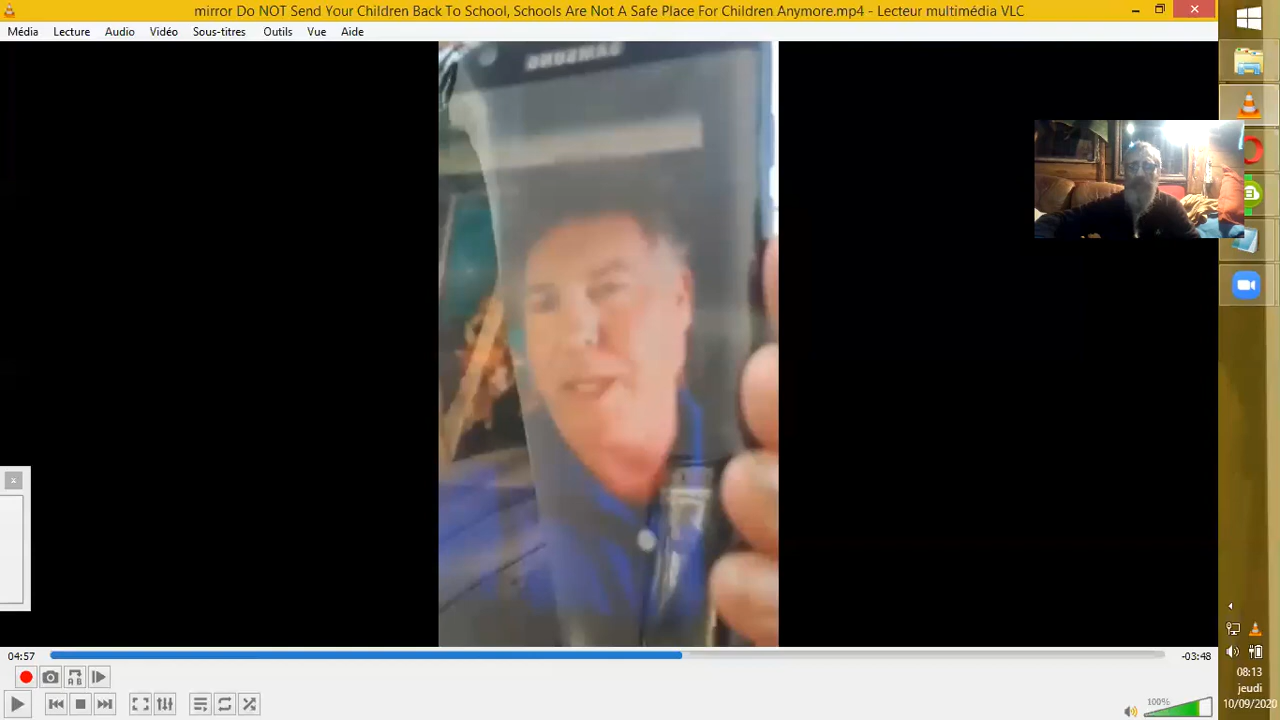 mirror Do NOT Send Your Children Back To School, Schools Are Not A Safe Place For Children Anymore.mp4 - Lecteur multimédia VLC
Média Lecture Audio Vidéo Sous-titres Outils Vue Aide
SAMSUNG
04:57
-03:48
100%
08:13
jeudi
10/09/2020